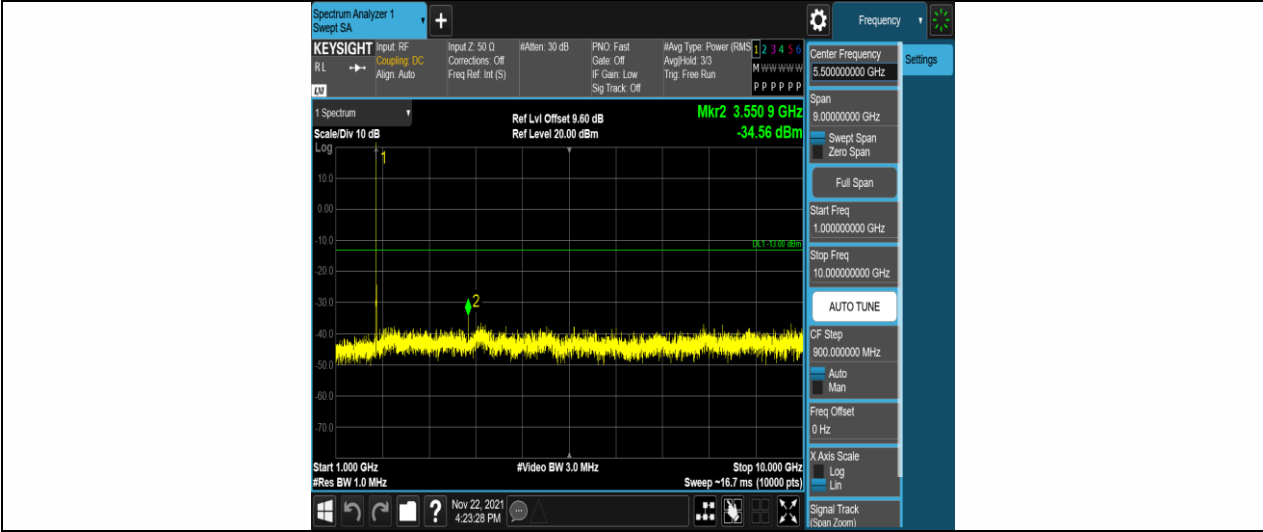 Spectrum Analyzer 1
Swept SA
+
Frequency
KEYSIGHT
R L
LXI
Input: RF
Coupling: DC
Align: Auto
Input Z: 50 Ω
Corrections: Off
Freq Ref: Int (S)
#Atten: 30 dB
PNO: Fast
Gate: Off
IF Gain: Low
Sig Track: Off
#Avg Type: Power (RMS
Avg|Hold: 3/3
Trig: Free Run
1 2 3 4 5 6
M W W W W W
P P P P P P
1 Spectrum
Scale/Div 10 dB
Log
Ref Lvl Offset 9.60 dB
Ref Level 20.00 dBm
Mkr2 3.550 9 GHz
-34.56 dBm
1
10.0
0.00
-10.0
DL1 -13.00 dBm
-20.0
-30.0
2
-40.0
-50.0
-60.0
-70.0
Start 1.000 GHz
#Res BW 1.0 MHz
#Video BW 3.0 MHz
Stop 10.000 GHz
Sweep ~16.7 ms (10000 pts)
Nov 22, 2021
4:23:28 PM
?
Center Frequency
5.500000000 GHz
Settings
Span
9.00000000 GHz
Swept Span
Zero Span
Full Span
Start Freq
1.000000000 GHz
Stop Freq
10.000000000 GHz
AUTO TUNE
CF Step
900.000000 MHz
Auto
Man
Freq Offset
0 Hz
X Axis Scale
Log
Lin
Signal Track
(Span Zoom)